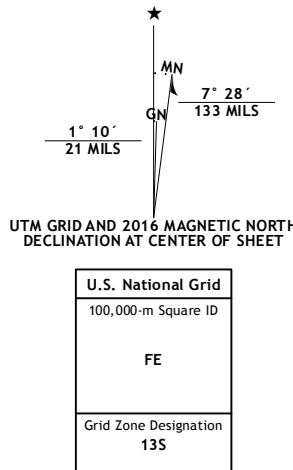 ★
MN
GN
7° 28´
133 MILS
1° 10´
21 MILS
UTM GRID AND 2016 MAGNETIC NORTH
DECLINATION AT CENTER OF SHEET
U.S. National Grid
100,000-m Square ID
FE
Grid Zone Designation
13S